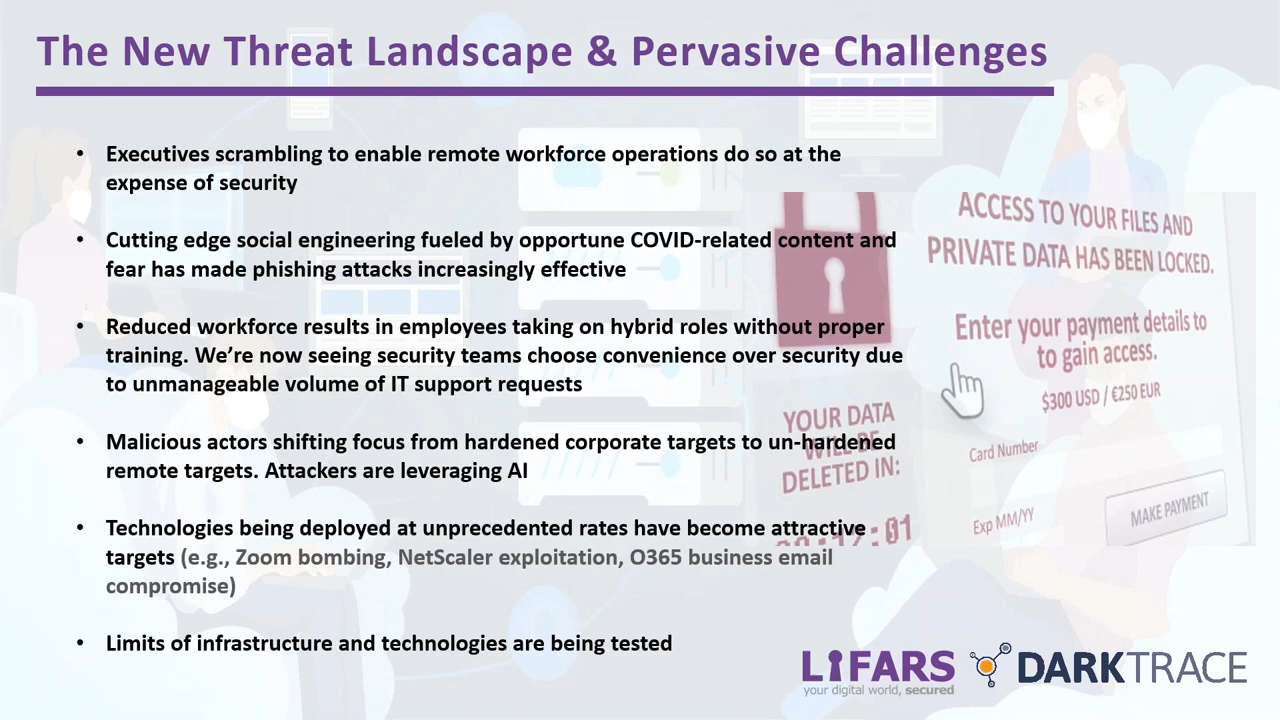 The New Threat Landscape & Pervasive Challenges
• Executives scrambling to enable remote workforce operations do so at the
expense of security
• Cutting edge social engineering fueled by opportune COVID-related content and
fear has made phishing attacks increasingly effective
• Reduced workforce results in employees taking on hybrid roles without proper
training. We’re now seeing security teams choose convenience over security due
to unmanageable volume of IT support requests
• Malicious actors shifting focus from hardened corporate targets to un-hardened
remote targets. Attackers are leveraging AI
• Technologies being deployed at unprecedented rates have become attractive
targets (e.g., Zoom bombing, NetScaler exploitation, O365 business email
compromise)
• Limits of infrastructure and technologies are being tested
ACCESS TO YOUR FILES AND
PRIVATE DATA HAS BEEN LOCKED.
Enter your payment details to
to gain access.
$300 USD / €250 EUR
Card Number
Exp MM/YY
MAKE PAYMENT
YOUR DATA
WILL BE
DELETED IN:
LIFARS
your digital world, secured
DARKTRACE